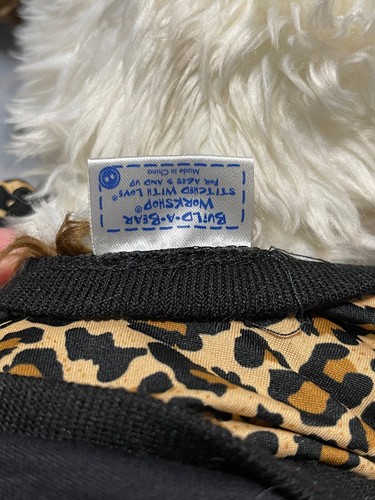 BUILD-A-BEAR
WORKSHOP®
STITCHED WITH LOVE®
FOR AGES 3 AND UP
Made in China